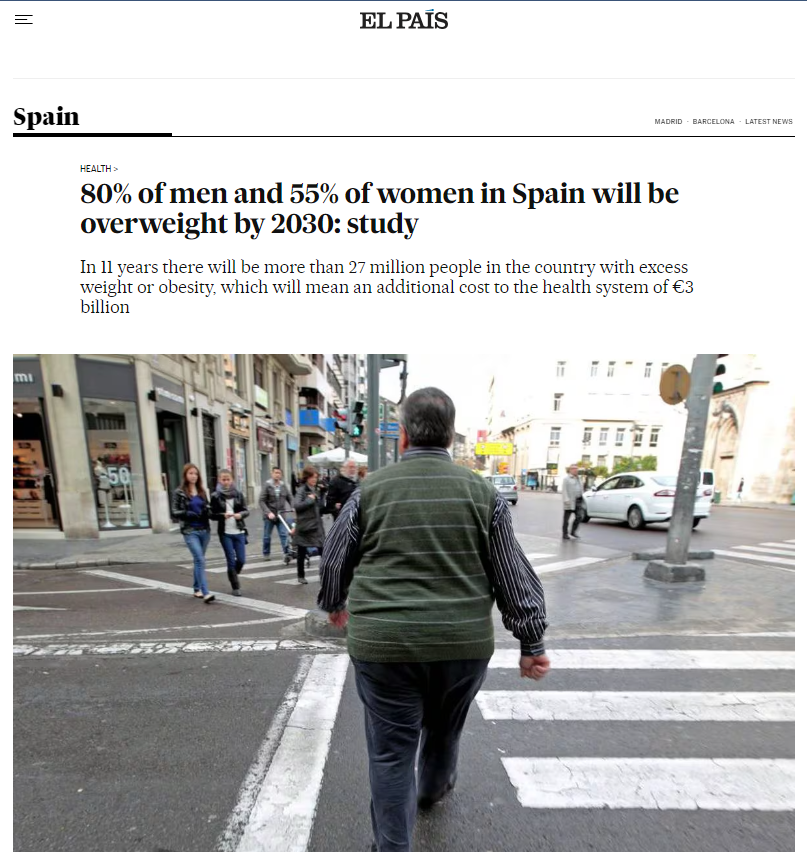 EL PAÍS
Spain
MADRID · BARCELONA · LATEST NEWS
HEALTH >
80% of men and 55% of women in Spain will be
overweight by 2030: study
In 11 years there will be more than 27 million people in the country with excess
weight or obesity, which will mean an additional cost to the health system of €3
billion
mi
50